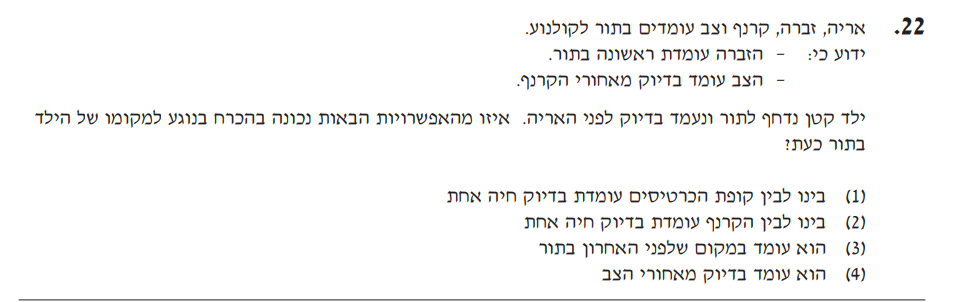 22. אריה, זברה, קרנף וצב עומדים בתור לקולנוע.
ידוע כי: - הזברה עומדת ראשונה בתור.
- הצב עומד בדיוק מאחורי הקרנף.
ילד קטן נדחף לתור ונעמד בדיוק לפני האריה. איזו מהאפשרויות הבאות נכונה בהכרח בנוגע למקומו של הילד
בתור כעת?
(1) בינו לבין קופת הכרטיסים עומדת בדיוק חיה אחת
(2) בינו לבין הקרנף עומדת בדיוק חיה אחת
(3) הוא עומד במקום שלפני האחרון בתור
(4) הוא עומד בדיוק מאחורי הצב